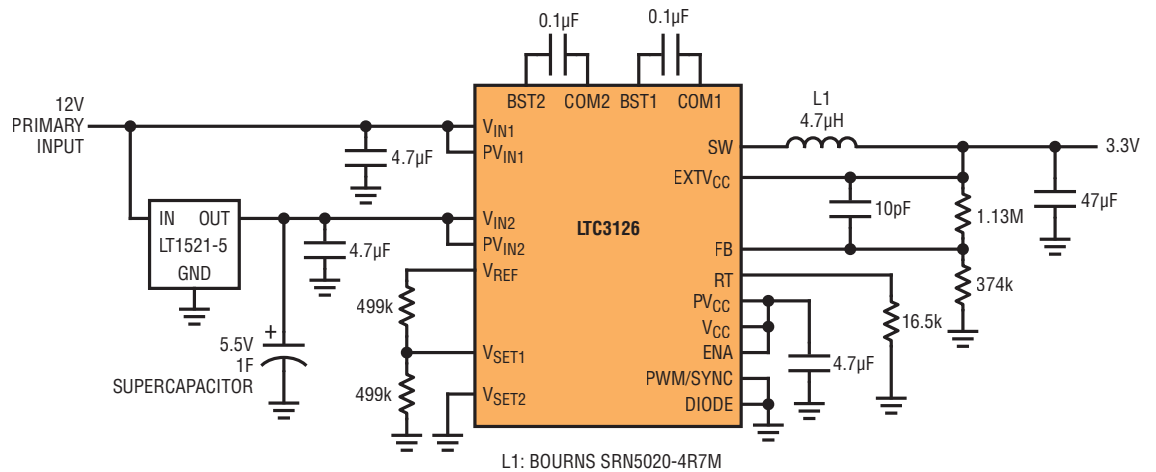 0.1µF
0.1µF
BST2
COM2
BST1
COM1
12V
PRIMARY
INPUT
VIN1
PVIN1
4.7µF
IN
OUT
LT1521-5
GND
VIN2
PVIN2
4.7µF
VREF
499k
5.5V
+
1F
SUPERCAPACITOR
VSET1
499k
VSET2
LTC3126
SW
L1
4.7µH
3.3V
EXTVCC
10pF
1.13M
47µF
FB
RT
374k
PVCC
16.5k
VCC
ENA
4.7µF
PWM/SYNC
DIODE
L1: BOURNS SRN5020-4R7M